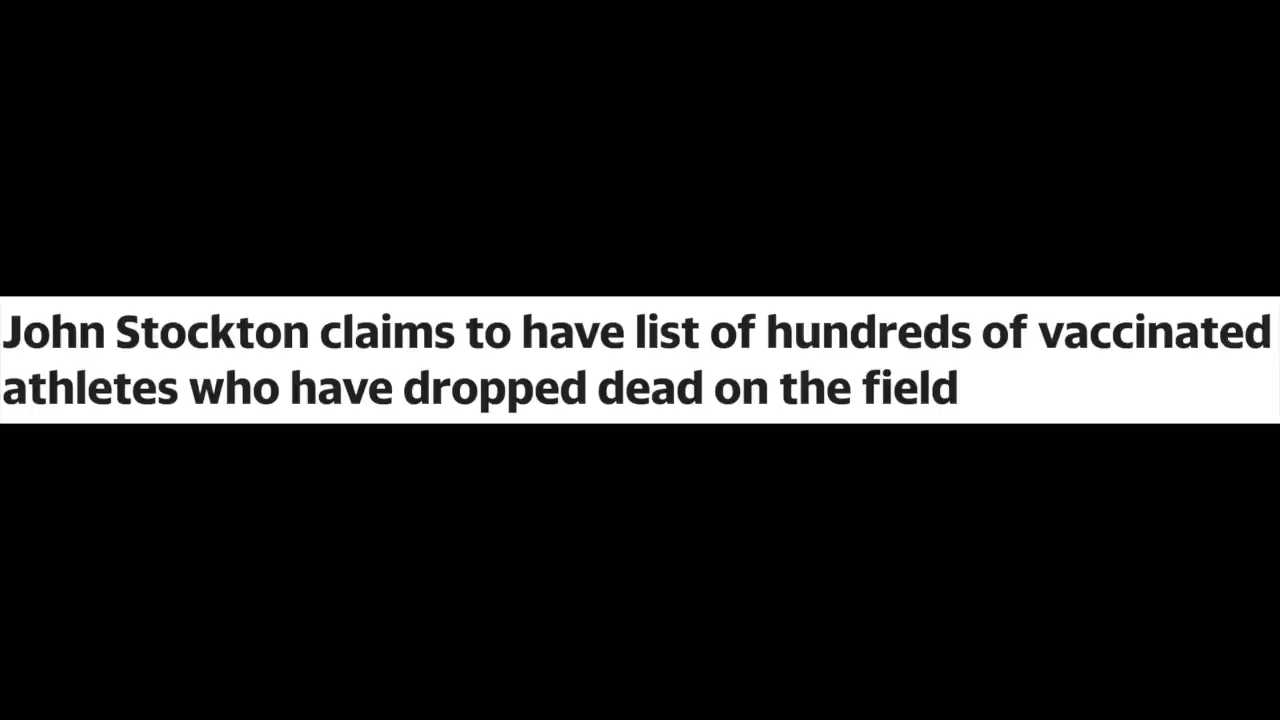 John Stockton claims to have list of hundreds of vaccinated
athletes who have dropped dead on the field